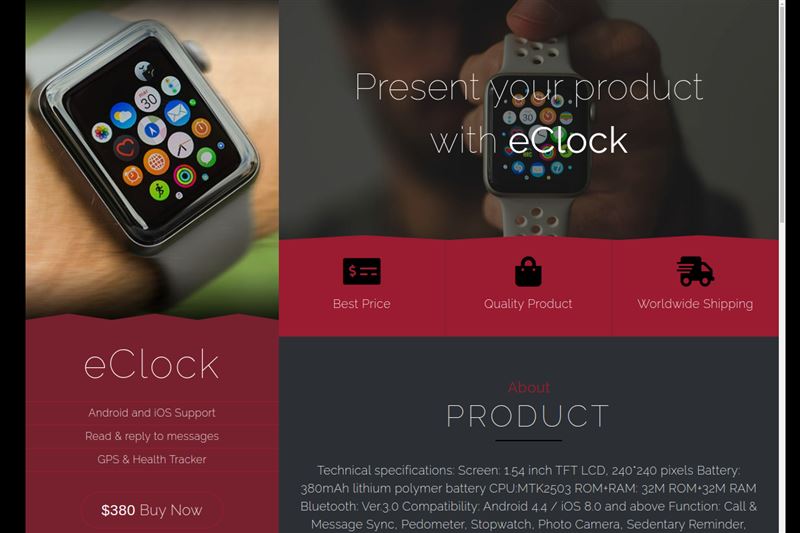 Present your product
with eClock
Best Price
Quality Product
Worldwide Shipping
eClock
Android and iOS Support
Read & reply to messages
GPS & Health Tracker
$380 Buy Now
About
PRODUCT
Technical specifications: Screen: 1.54 inch TFT LCD, 240*240 pixels Battery:
380mAh lithium polymer battery CPU:MTK2503 ROM+RAM: 32M ROM+32M RAM
Bluetooth: Ver.3.0 Compatibility: Android 4.4 / iOS 8.0 and above Function: Call &
Message Sync, Pedometer, Stopwatch, Photo Camera, Sedentary Reminder,